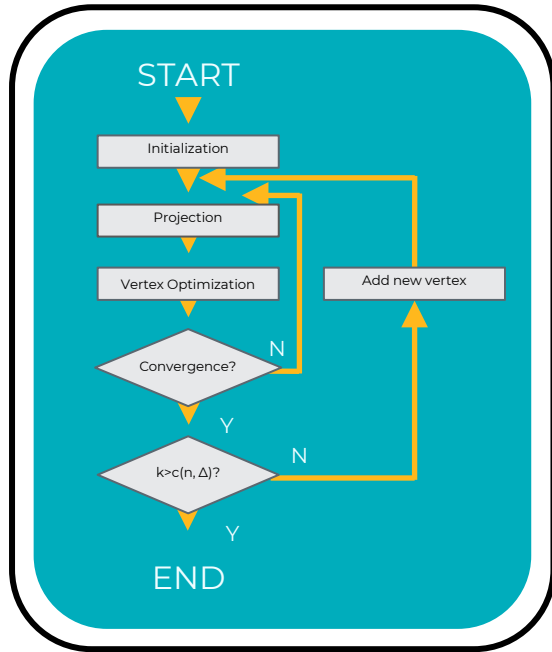 START
Initialization
Projection
Vertex Optimization
Add new vertex
Convergence?
N
Y
k>c(n, Δ)?
N
Y
END